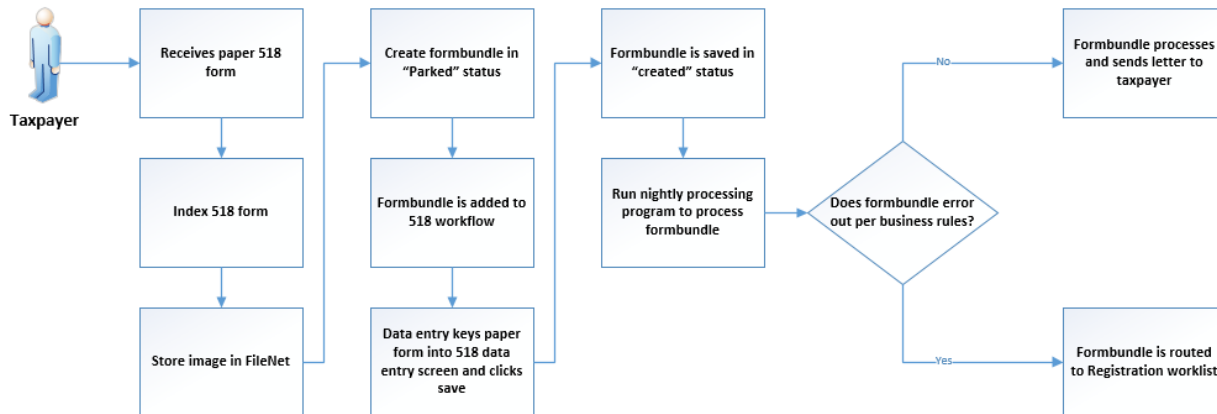 Taxpayer
Receives paper 518
form
Index 518 form
Store image in FileNet
Create formbundle in
“Parked” status
Formbundle is added to
518 workflow
Data entry keys paper
form into 518 data
entry screen and clicks
save
Formbundle is saved in
“created” status
Run nightly processing
program to process
formbundle
Does formbundle error
out per business rules?
No
Formbundle processes
and sends letter to
taxpayer
Yes
Formbundle is routed
to Registration worklist